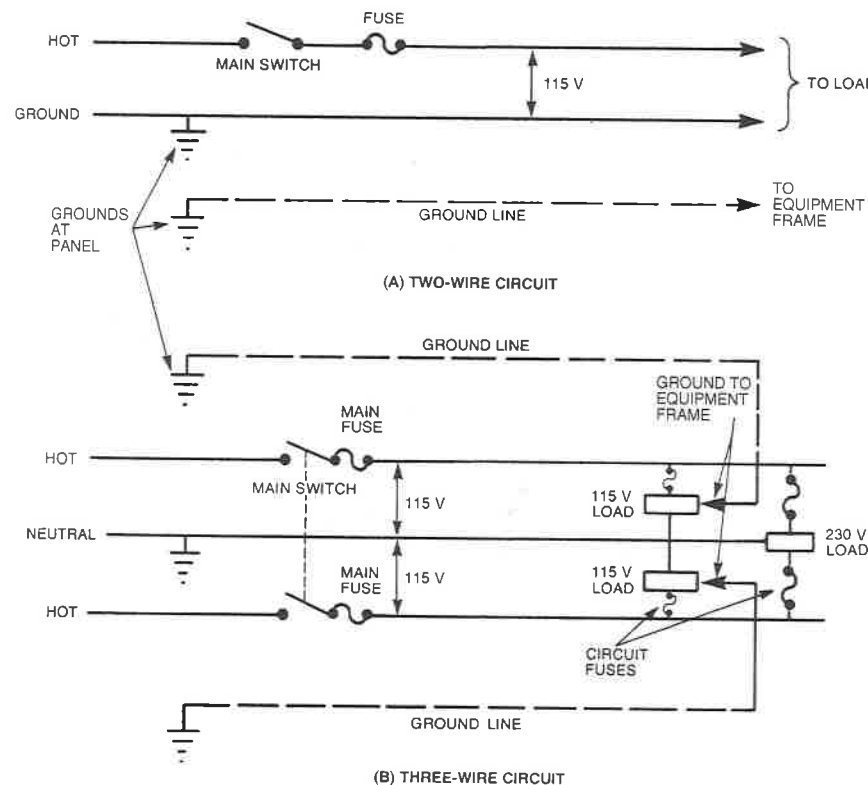 FUSE
HOT
MAIN SWITCH
115 V
TO LOAD
GROUND
GROUNDS
AT
PANEL
GROUND LINE
TO
EQUIPMENT
FRAME
(A) TWO-WIRE CIRCUIT
GROUND LINE
GROUND TO
EQUIPMENT
FRAME
MAIN
FUSE
HOT
MAIN SWITCH
115 V
115 V
LOAD
NEUTRAL
230 V
LOAD
MAIN
FUSE
115 V
115 V
LOAD
HOT
CIRCUIT
FUSES
GROUND LINE
(B) THREE-WIRE CIRCUIT